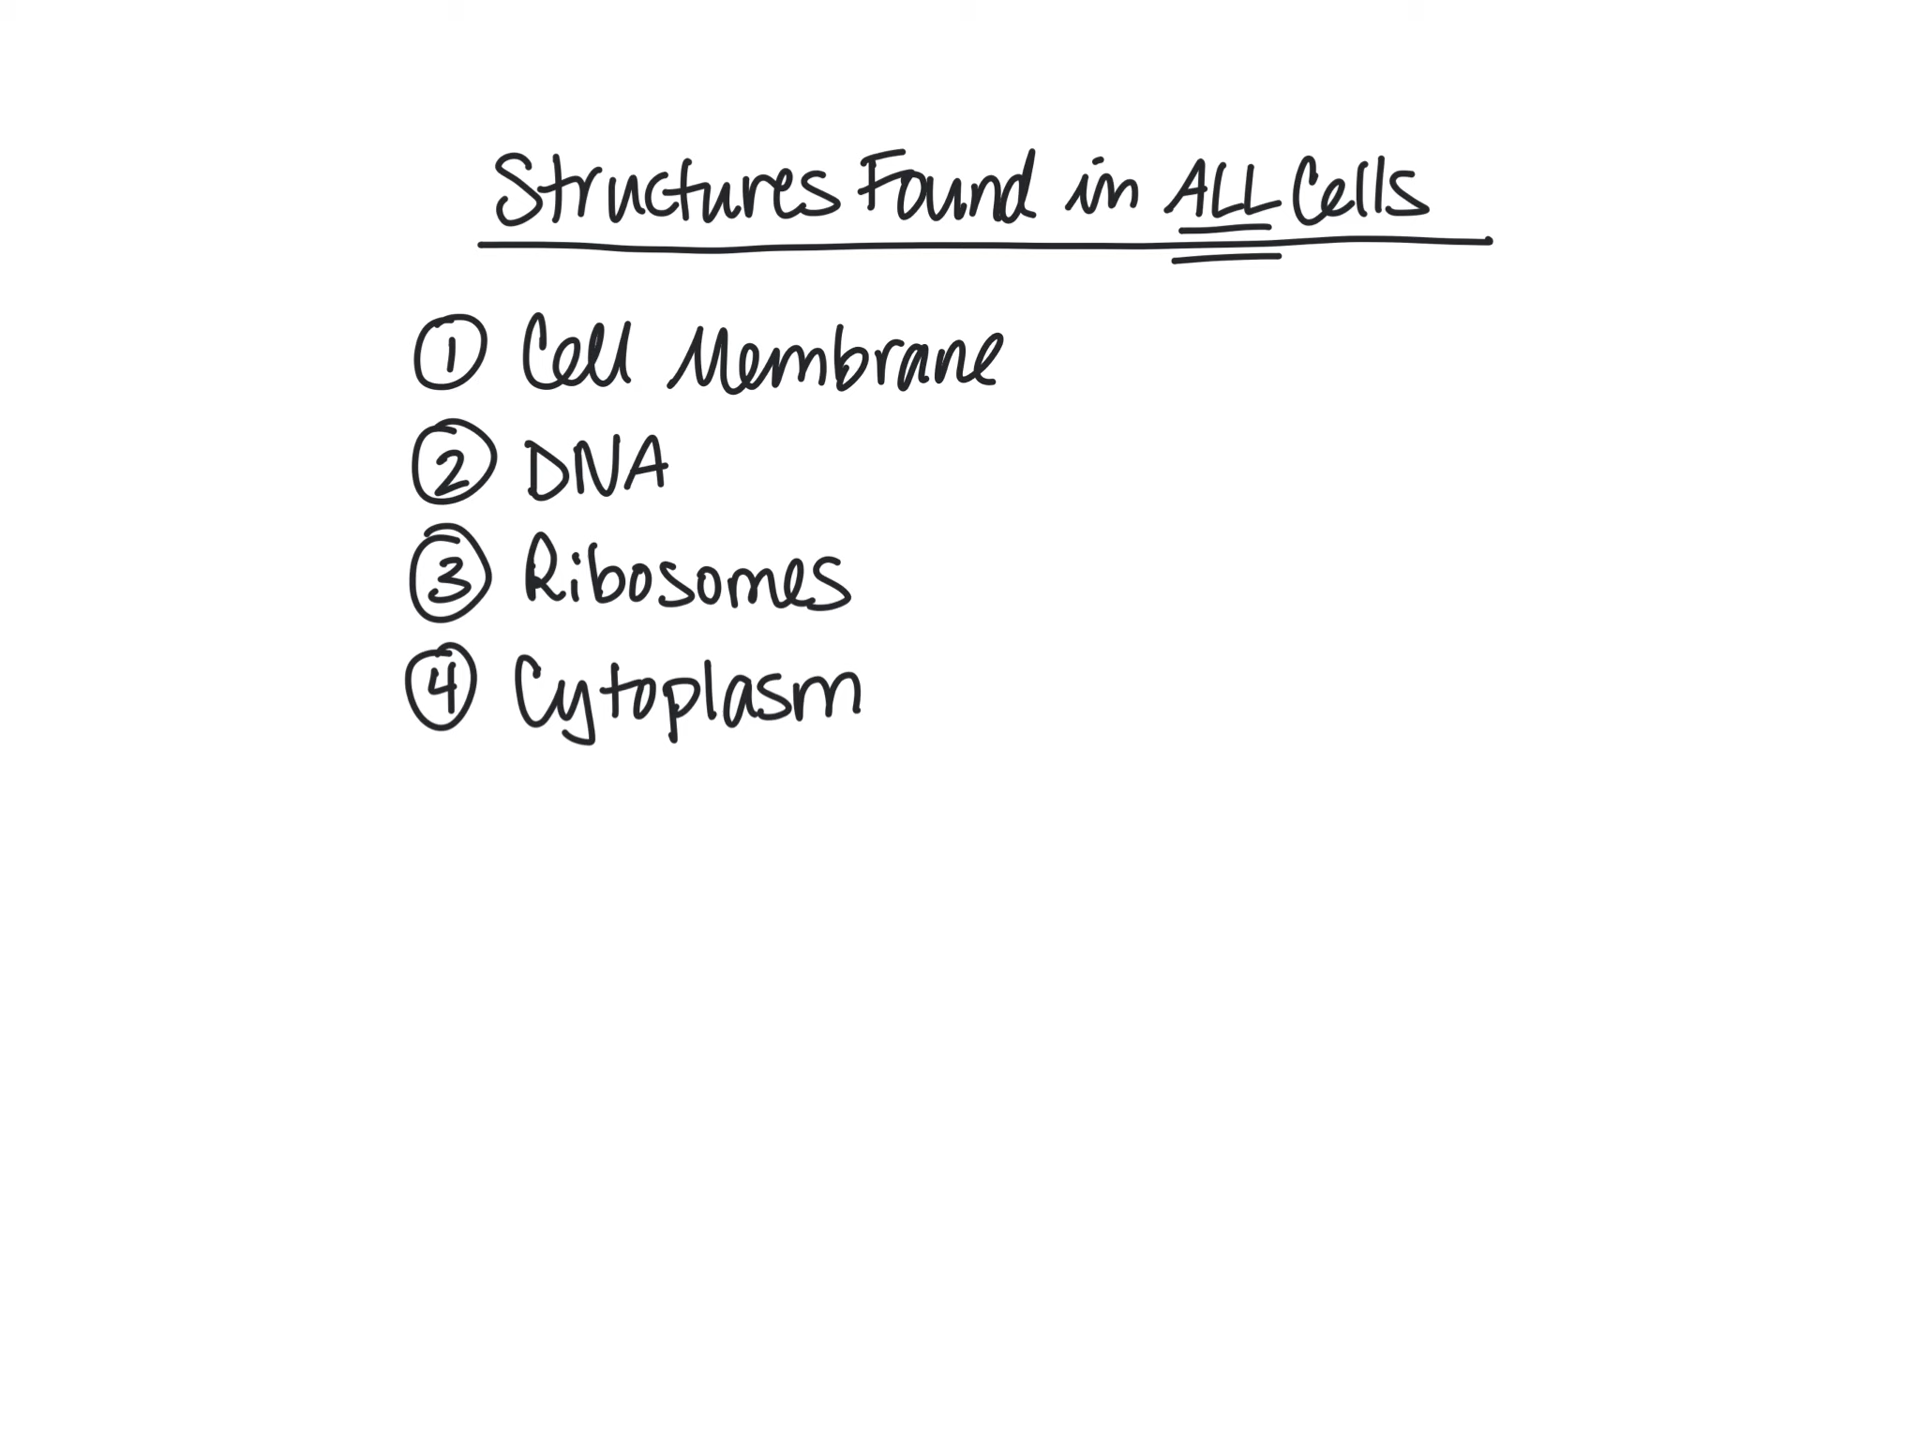 Structures Found in ALL Cells
① Cell Membrane
② DNA
③ Ribosomes
④ Cytoplasm